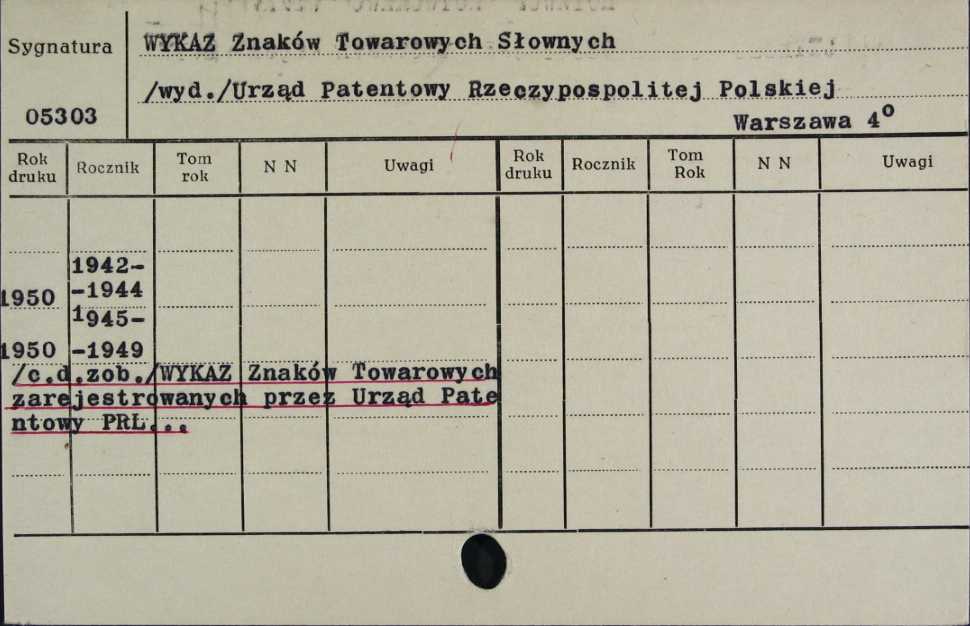 Sygnatura
WYKAZ Znaków Towarowych Słownych
/wyd./Urząd Patentowy Rzeczypospolitej Polskiej
05303
Warszawa 4º
Rok druku Rocznik Tom rok N N Uwagi Rok druku Rocznik Tom Rok N N Uwagi
1942-
1950 -1944
1945-
1950 -1949
/c.d.zob./WYKAZ Znaków Towarowych
zarejestrowanych przez Urząd Pate
ntowy PRL...